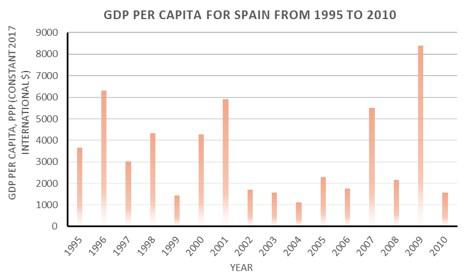 GDP PER CAPITA FOR SPAIN FROM 1995 TO 2010
GDP PER CAPITA, PPP (CONSTANT 2017
INTERNATIONAL $)
9000
8000
7000
6000
5000
4000
3000
2000
1000
0
1995 1996 1997 1998 1999 2000 2001 2002 2003 2004 2005 2006 2007 2008 2009 2010
YEAR